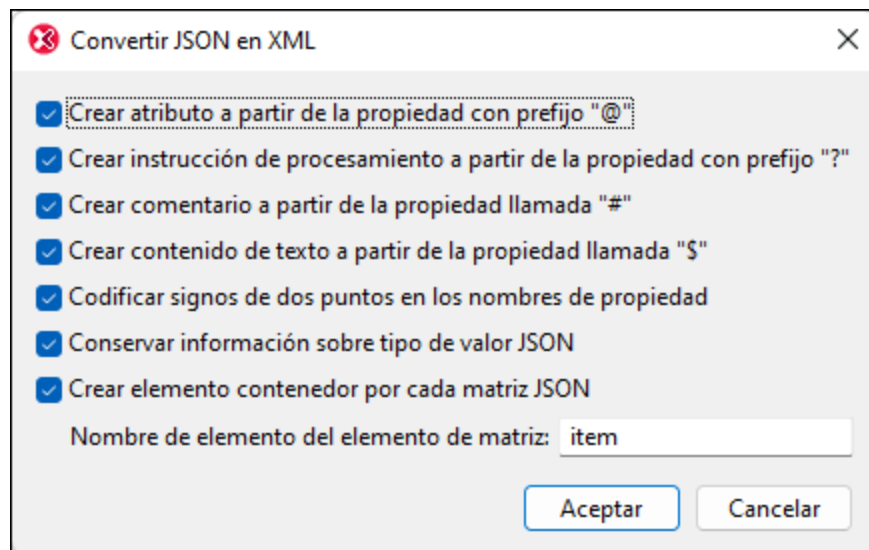 Convertir JSON en XML
Crear atributo a partir de la propiedad con prefijo "@"
Crear instrucción de procesamiento a partir de la propiedad con prefijo "?"
Crear comentario a partir de la propiedad llamada "#"
Crear contenido de texto a partir de la propiedad llamada "$"
Codificar signos de dos puntos en los nombres de propiedad
Conservar información sobre tipo de valor JSON
Crear elemento contenedor por cada matriz JSON
Nombre de elemento del elemento de matriz: item
Aceptar Cancelar